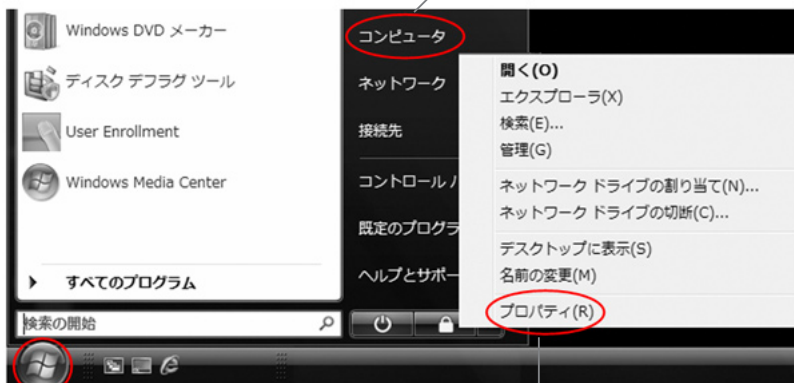 Windows DVD メーカー
ディスク デフラグ ツール
User Enrollment
Windows Media Center
すべてのプログラム
検索の開始
コンピュータ
ネットワーク
接続先
コントロール
既定のプログラ
ヘルプとサポー
開く(O)
エクスプローラ(X)
検索(E)...
管理(G)
ネットワーク ドライブの割り当て(N)...
ネットワーク ドライブの切断(C)...
デスクトップに表示(S)
名前の変更(M)
プロパティ(R)